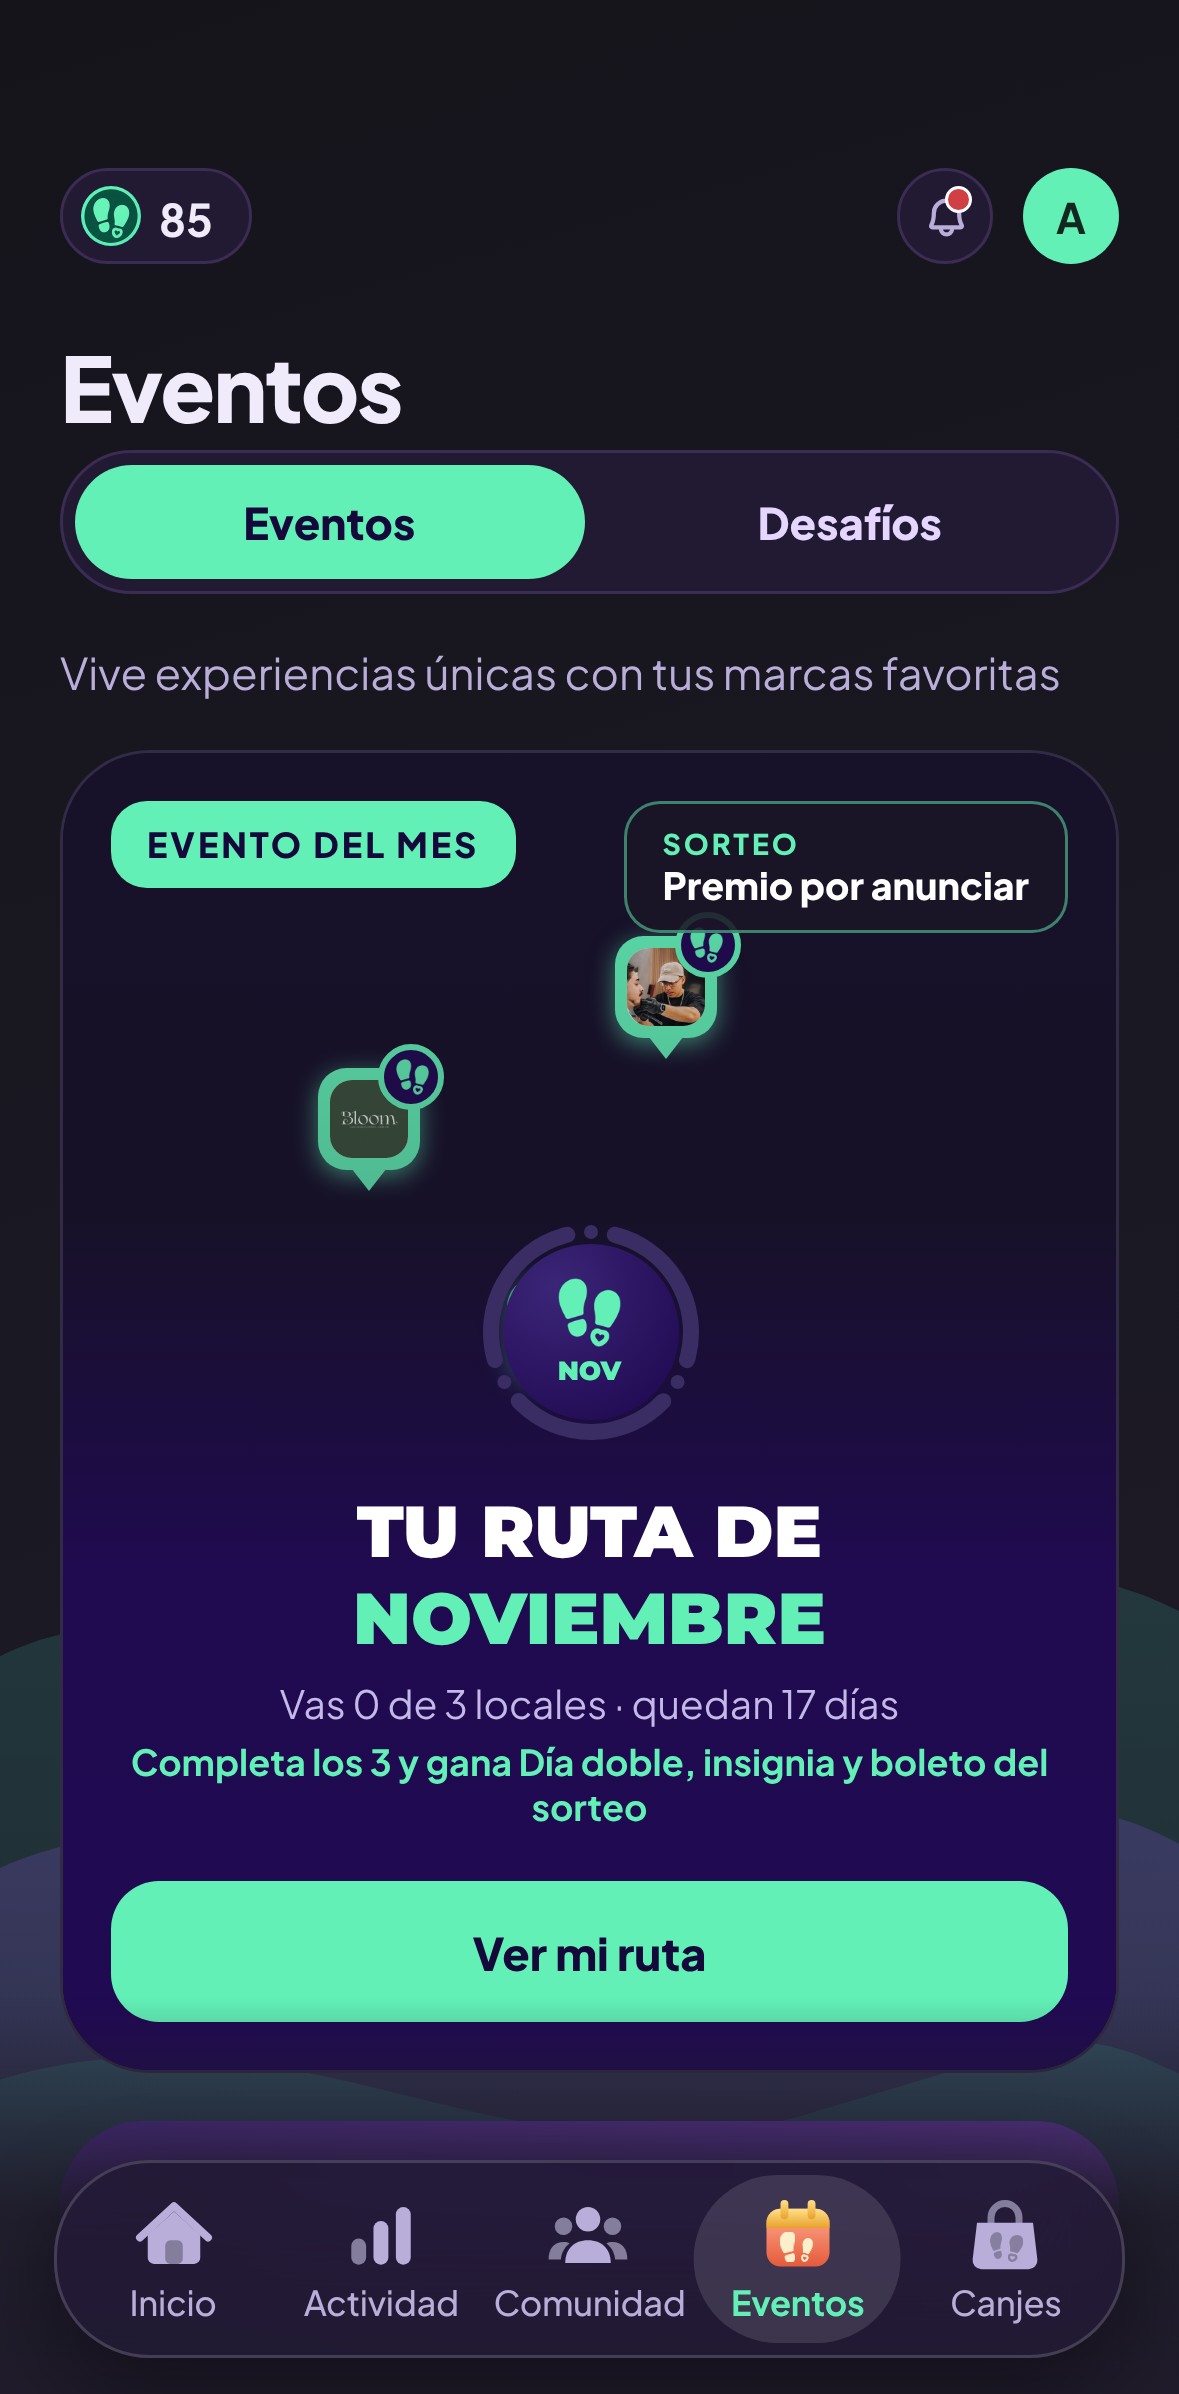 85
A
Eventos
Eventos
Desafíos
Vive experiencias únicas con tus marcas favoritas
EVENTO DEL MES
SORTEO
Premio por anunciar
Bloom
NOV
TU RUTA DE
NOVIEMBRE
Vas 0 de 3 locales · quedan 17 días
Completa los 3 y gana Día doble, insignia y boleto del
sorteo
Ver mi ruta
Inicio
Actividad
Comunidad
Eventos
Canjes